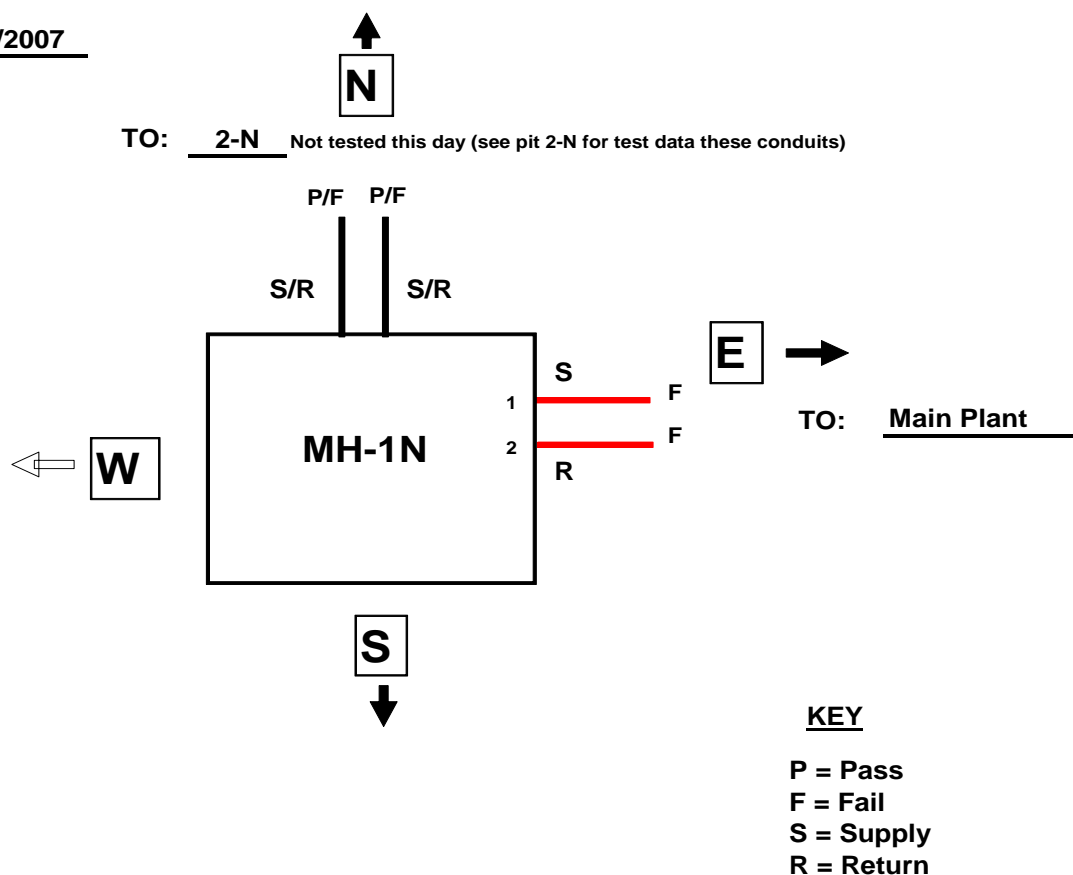 /2007
N
TO: 2-N Not tested this day (see pit 2-N for test data these conduits)
P/F P/F
S/R S/R
E
S
1 F
TO: Main Plant
MH-1N
2 F
R
W
S
KEY
P = Pass
F = Fail
S = Supply
R = Return